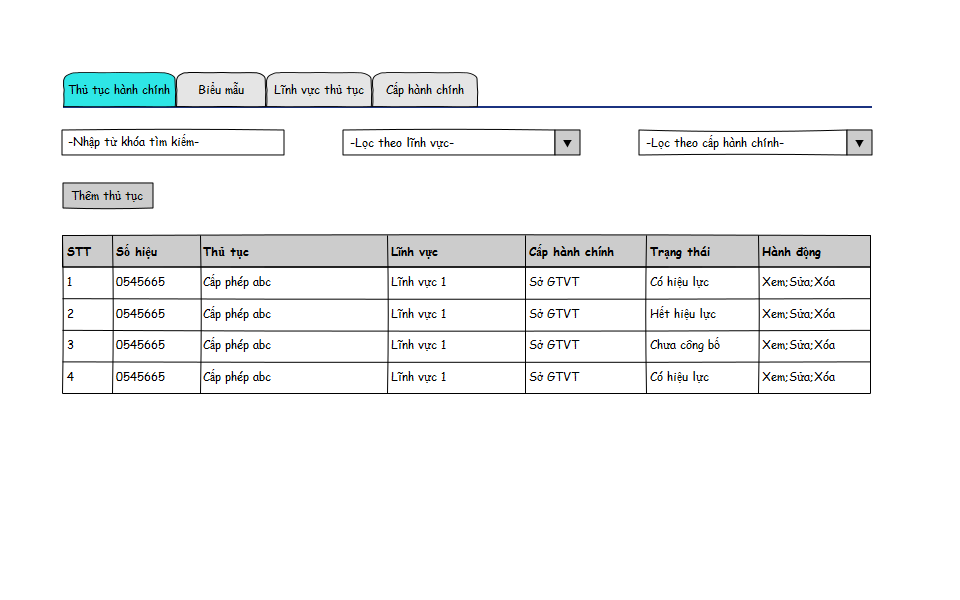 Thủ tục hành chính Biểu mẫu Lĩnh vực thủ tục Cấp hành chính
-Nhập từ khóa tìm kiếm- -Lọc theo lĩnh vực- -Lọc theo cấp hành chính-
Thêm thủ tục
STT Số hiệu Thủ tục Lĩnh vực Cấp hành chính Trạng thái Hành động
1 0545665 Cấp phép abc Lĩnh vực 1 Sở GTVT Có hiệu lực Xem;Sửa;Xóa
2 0545665 Cấp phép abc Lĩnh vực 1 Sở GTVT Hết hiệu lực Xem;Sửa;Xóa
3 0545665 Cấp phép abc Lĩnh vực 1 Sở GTVT Chưa công bố Xem;Sửa;Xóa
4 0545665 Cấp phép abc Lĩnh vực 1 Sở GTVT Có hiệu lực Xem;Sửa;Xóa